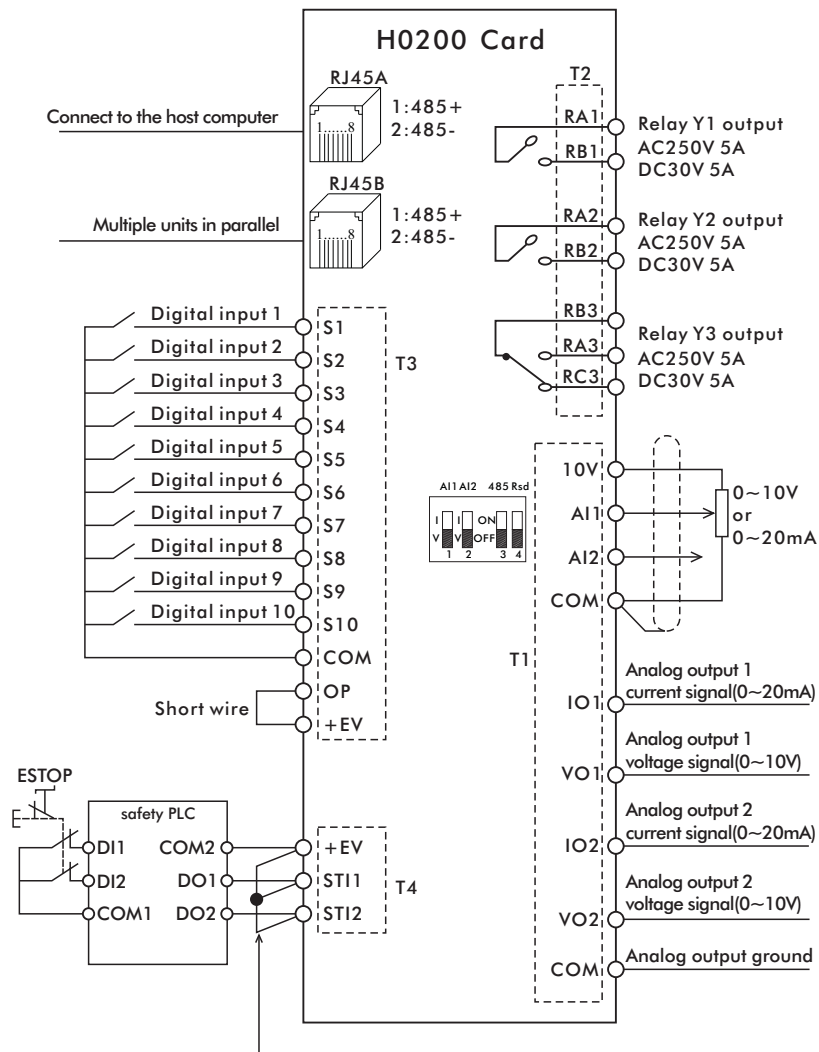 H0200 Card
RJ45A
1:485+
2:485-
1......8
Connect to the host computer
RJ45B
1:485+
2:485-
1......8
Multiple units in parallel
T2
RA1
RB1
Relay Y1 output
AC250V 5A
DC30V 5A
RA2
RB2
Relay Y2 output
AC250V 5A
DC30V 5A
RB3
RA3
RC3
Relay Y3 output
AC250V 5A
DC30V 5A
Digital input 1
S1
Digital input 2
S2
T3
Digital input 3
S3
Digital input 4
S4
Digital input 5
S5
Digital input 6
S6
Digital input 7
S7
Digital input 8
S8
Digital input 9
S9
Digital input 10
S10
COM
OP
Short wire
+EV
AI1 AI2 485 Rsd
I I ON
V V OFF
1 2 3 4
10V
AI1
AI2
COM
0~10V
or
0~20mA
T1
IO1
Analog output 1
current signal(0~20mA)
VO1
Analog output 1
voltage signal(0~10V)
IO2
Analog output 2
current signal(0~20mA)
VO2
Analog output 2
voltage signal(0~10V)
COM
Analog output ground
ESTOP
safety PLC
DI1 COM2
DI2 DO1
COM1 DO2
+EV
STI1
STI2
T4